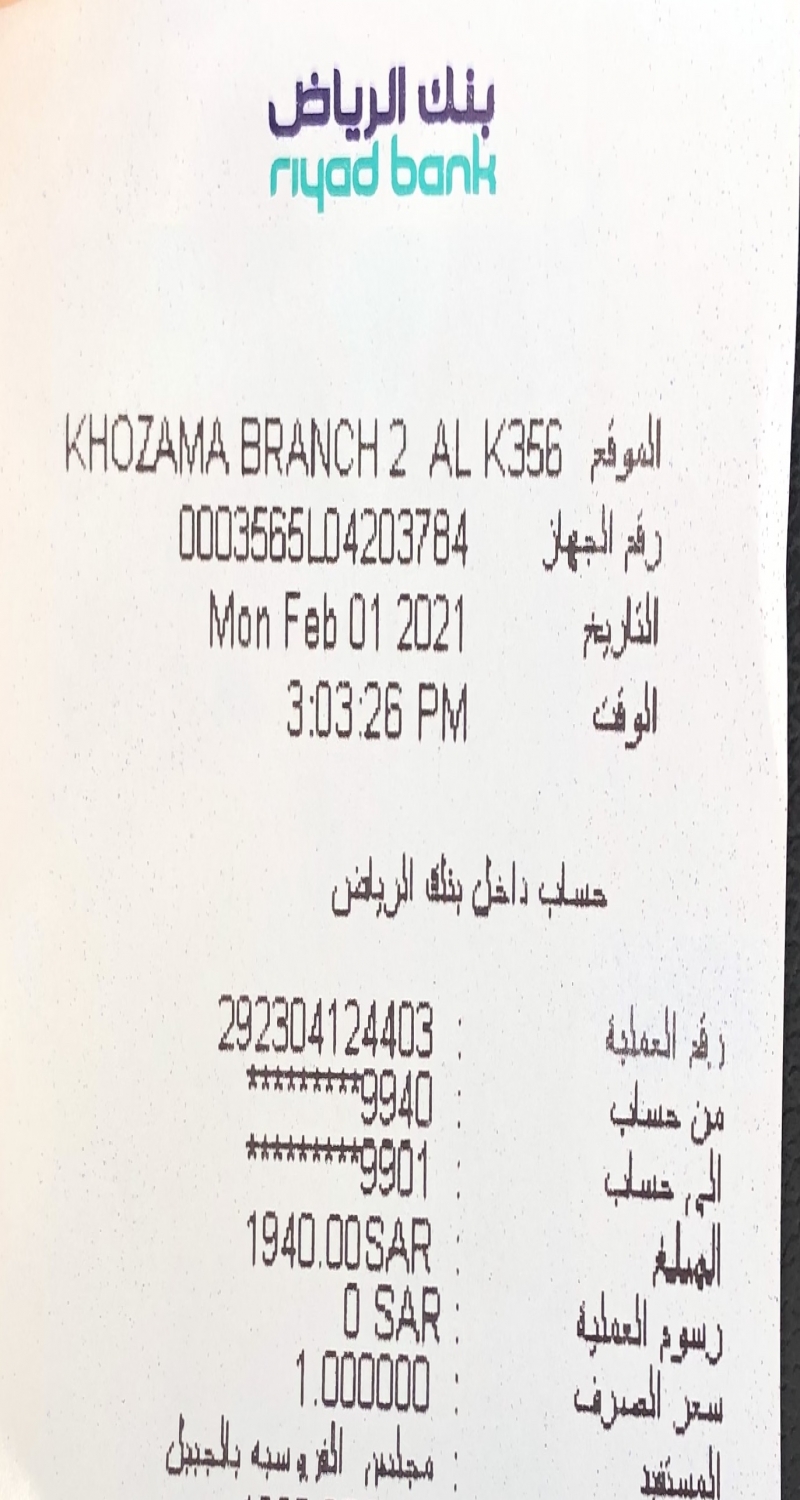 بنك الرياض
riyad bank
الموقع KHOZAMA BRANCH 2 AL K356
رقم الجهاز 0003565L04203784
التاريخ Mon Feb 01 2021
الوقت 3:03:26 PM
حساب داخل بنك الرياض
رقم العملية : 292304124403
من حساب : *********9940
الى حساب : *********9901
المبلغ : 1940.00SAR
رسوم العملية : 0 SAR
سعر الصرف : 1.000000
المستفيد : مجلس الفروسيه بالجبيل